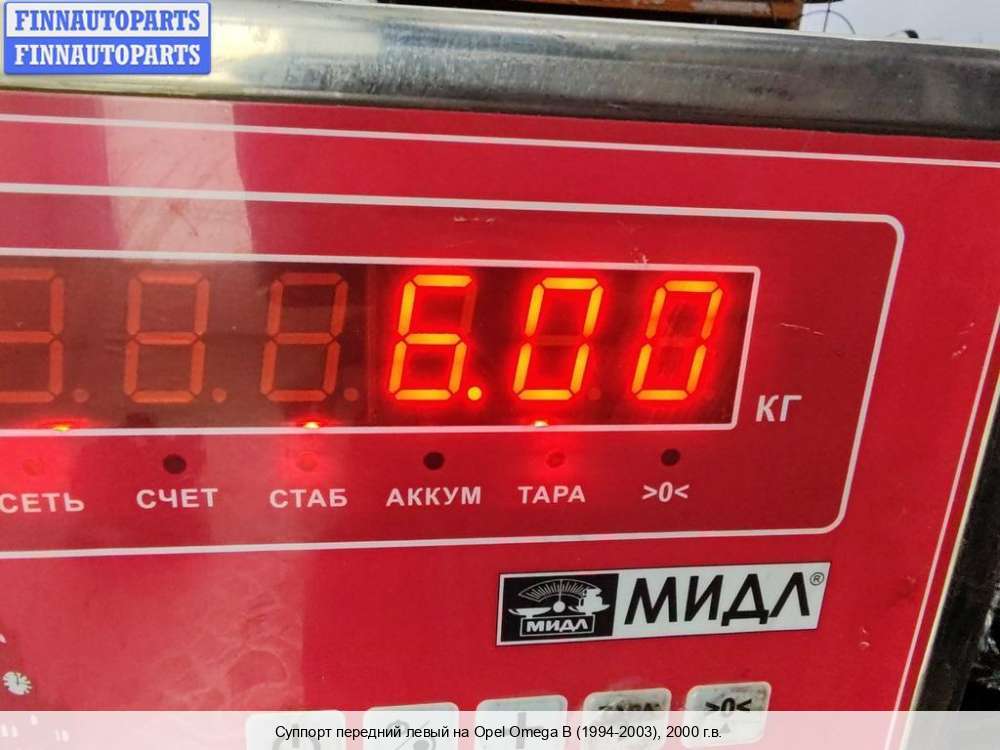 FINNAUTOPARTS
FINNAUTOPARTS
6.00
КГ
СЕТЬ СЧЕТ СТАБ АККУМ ТАРА >0<
МИДЛ МИДЛ®
ТАРА >0<
Суппорт передний левый на Opel Omega B (1994-2003), 2000 г.в.